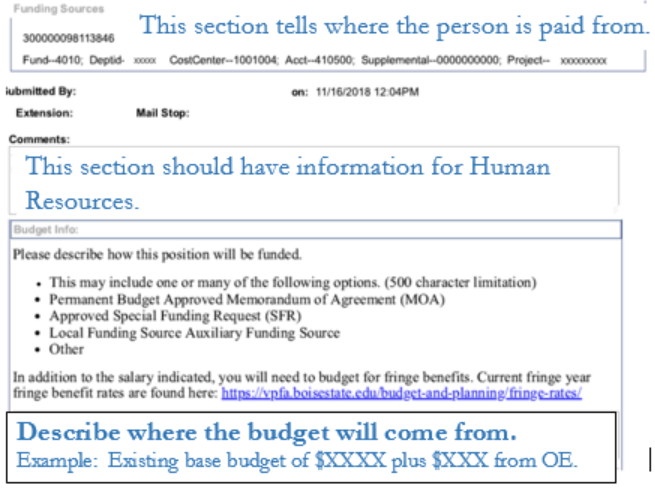 Funding Sources
This section tells where the person is paid from.
300000098113846
Fund--4010; Deptid- xxxxx CostCenter--1001004; Acct--410500; Supplemental--0000000000; Project-- xxxxxxxxx
Submitted By: on: 11/16/2018 12:04PM
Extension: Mail Stop:
Comments:
This section should have information for Human
Resources.
Budget Info:
Please describe how this position will be funded.
• This may include one or many of the following options. (500 character limitation)
• Permanent Budget Approved Memorandum of Agreement (MOA)
• Approved Special Funding Request (SFR)
• Local Funding Source Auxiliary Funding Source
• Other
In addition to the salary indicated, you will need to budget for fringe benefits. Current fringe year
fringe benefit rates are found here: https://vpfa.boisestate.edu/budget-and-planning/fringe-rates/
Describe where the budget will come from.
Example: Existing base budget of $XXXX plus $XXX from OE.